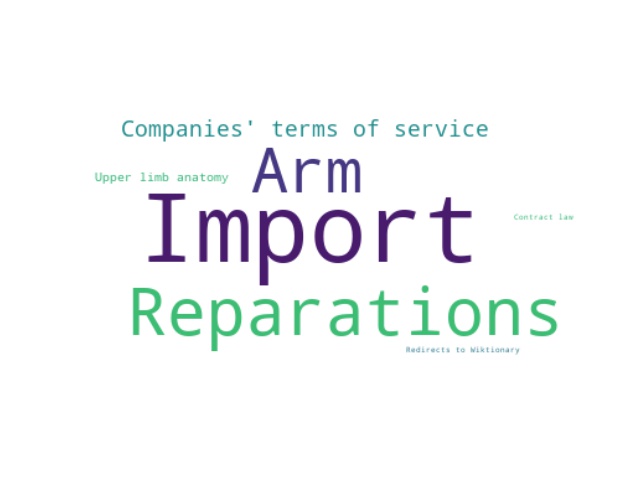 Companies' terms of service
Arm
Upper limb anatomy
Import
Contract law
Reparations
Redirects to Wiktionary